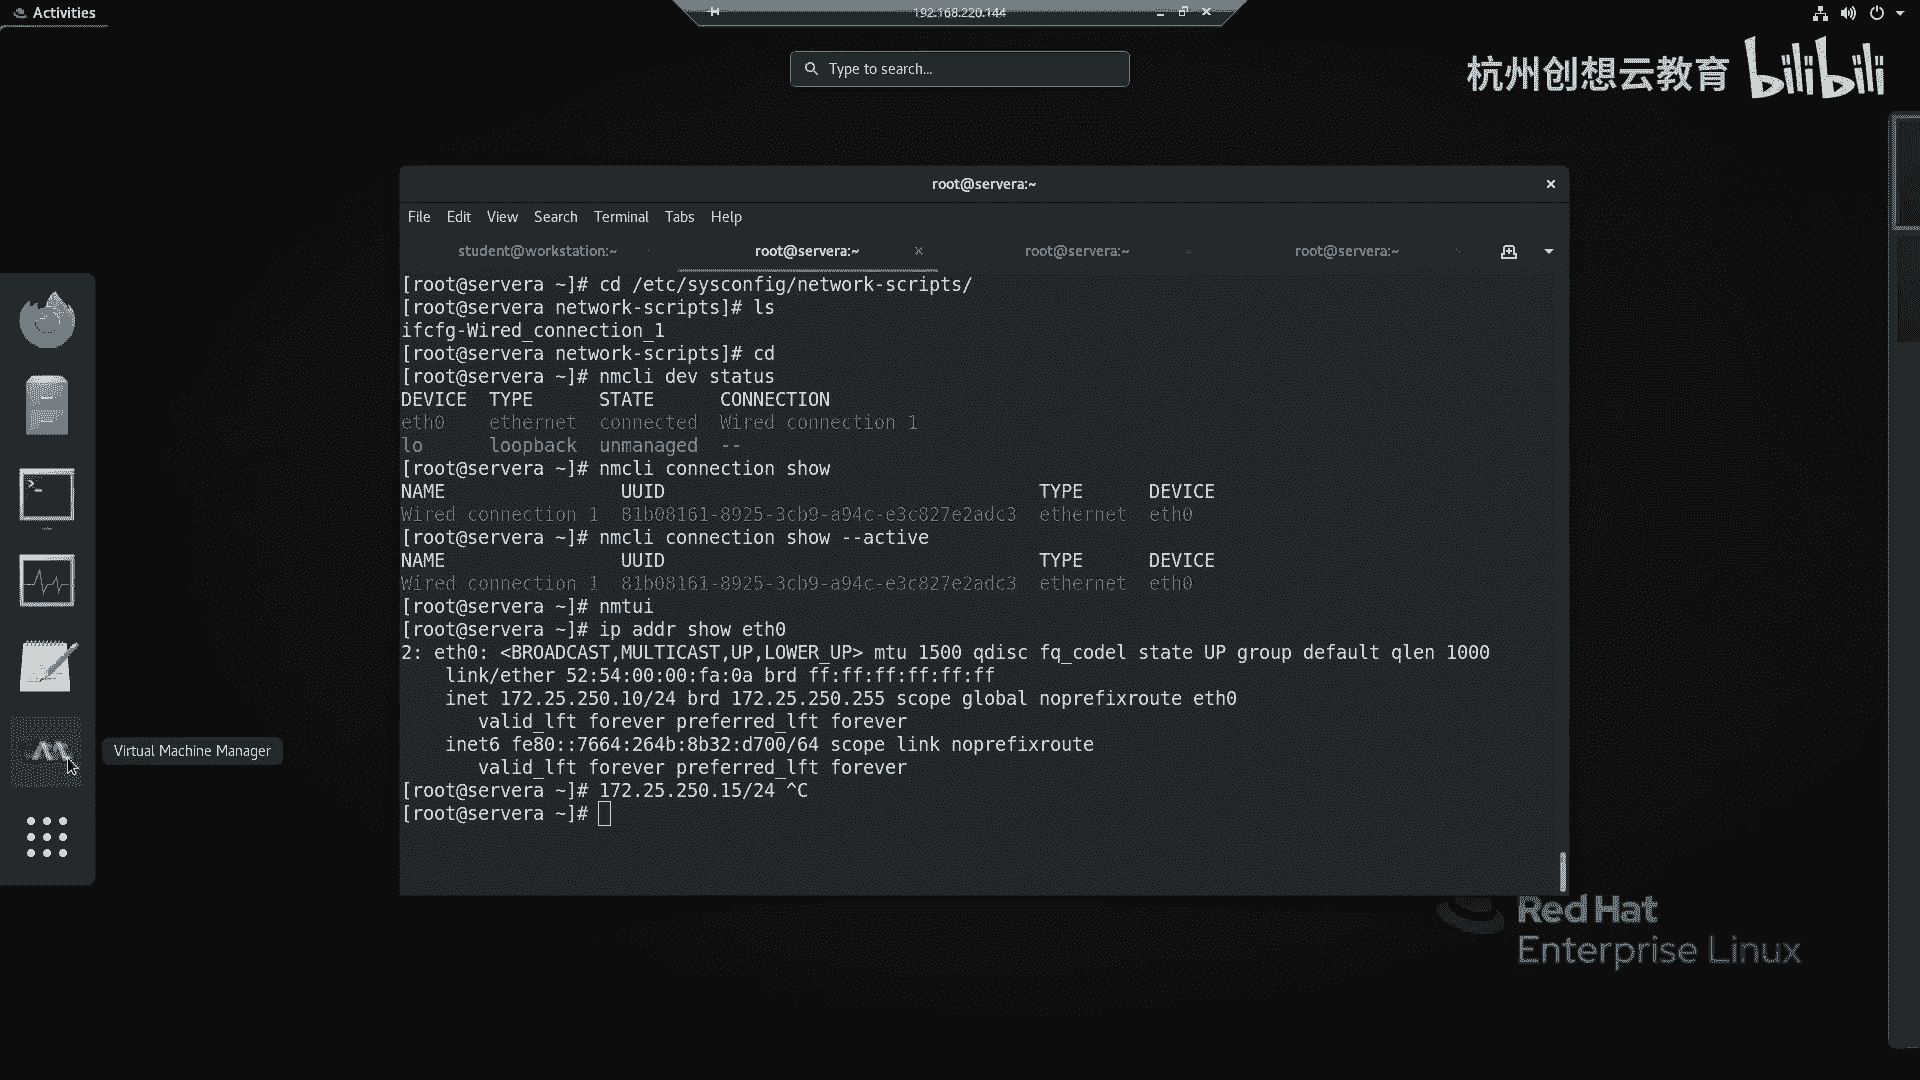 Activities
192.168.220.144
Type to search...
杭州创想云教育 bilibili
root@servera:~
File Edit View Search Terminal Tabs Help
student@workstation:~ root@servera:~ root@servera:~ root@servera:~
[root@servera ~]# cd /etc/sysconfig/network-scripts/
[root@servera network-scripts]# ls
ifcfg-Wired_connection_1
[root@servera network-scripts]# cd
[root@servera ~]# nmcli dev status
DEVICE  TYPE      STATE      CONNECTION
eth0    ethernet  connected  Wired connection 1
lo      loopback  unmanaged  --
[root@servera ~]# nmcli connection show
NAME                UUID                                  TYPE      DEVICE
Wired connection 1  81b08161-8925-3cb9-a94c-e3c827e2adc3  ethernet  eth0
[root@servera ~]# nmcli connection show --active
NAME                UUID                                  TYPE      DEVICE
Wired connection 1  81b08161-8925-3cb9-a94c-e3c827e2adc3  ethernet  eth0
[root@servera ~]# nmtui
[root@servera ~]# ip addr show eth0
2: eth0: <BROADCAST,MULTICAST,UP,LOWER_UP> mtu 1500 qdisc fq_codel state UP group default qlen 1000
    link/ether 52:54:00:00:fa:0a brd ff:ff:ff:ff:ff:ff
    inet 172.25.250.10/24 brd 172.25.250.255 scope global noprefixroute eth0
       valid_lft forever preferred_lft forever
    inet6 fe80::7664:264b:8b32:d700/64 scope link noprefixroute
       valid_lft forever preferred_lft forever
[root@servera ~]# 172.25.250.15/24 ^C
[root@servera ~]#
Virtual Machine Manager
Red Hat
Enterprise Linux